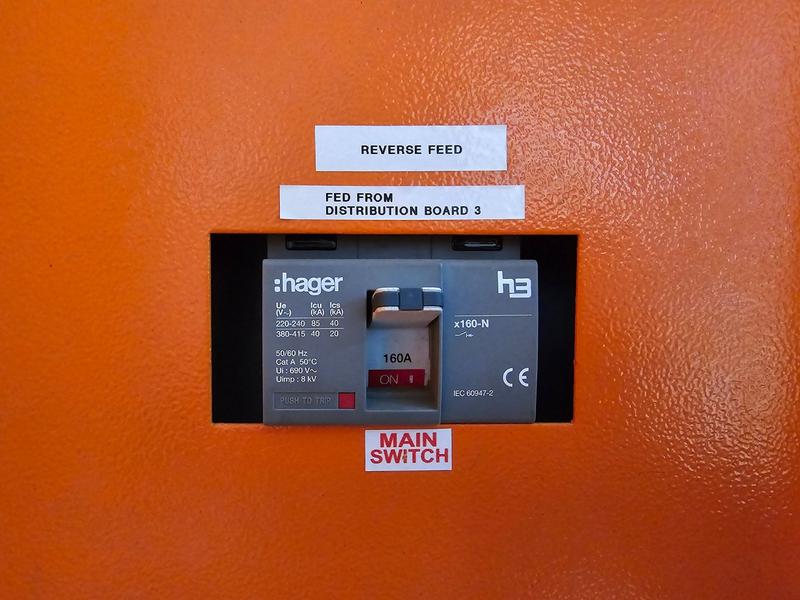 REVERSE FEED
FED FROM
DISTRIBUTION BOARD 3
:hager
h3
Ue Icu Ics
(V~) (kA) (kA)
220-240 85 40
380-415 40 20
50/60 Hz
Cat A 50°C
Ui : 690 V~
Uimp : 8 kV
PUSH TO TRIP
160A
ON I
x160-N
CE
IEC 60947-2
MAIN
SWITCH